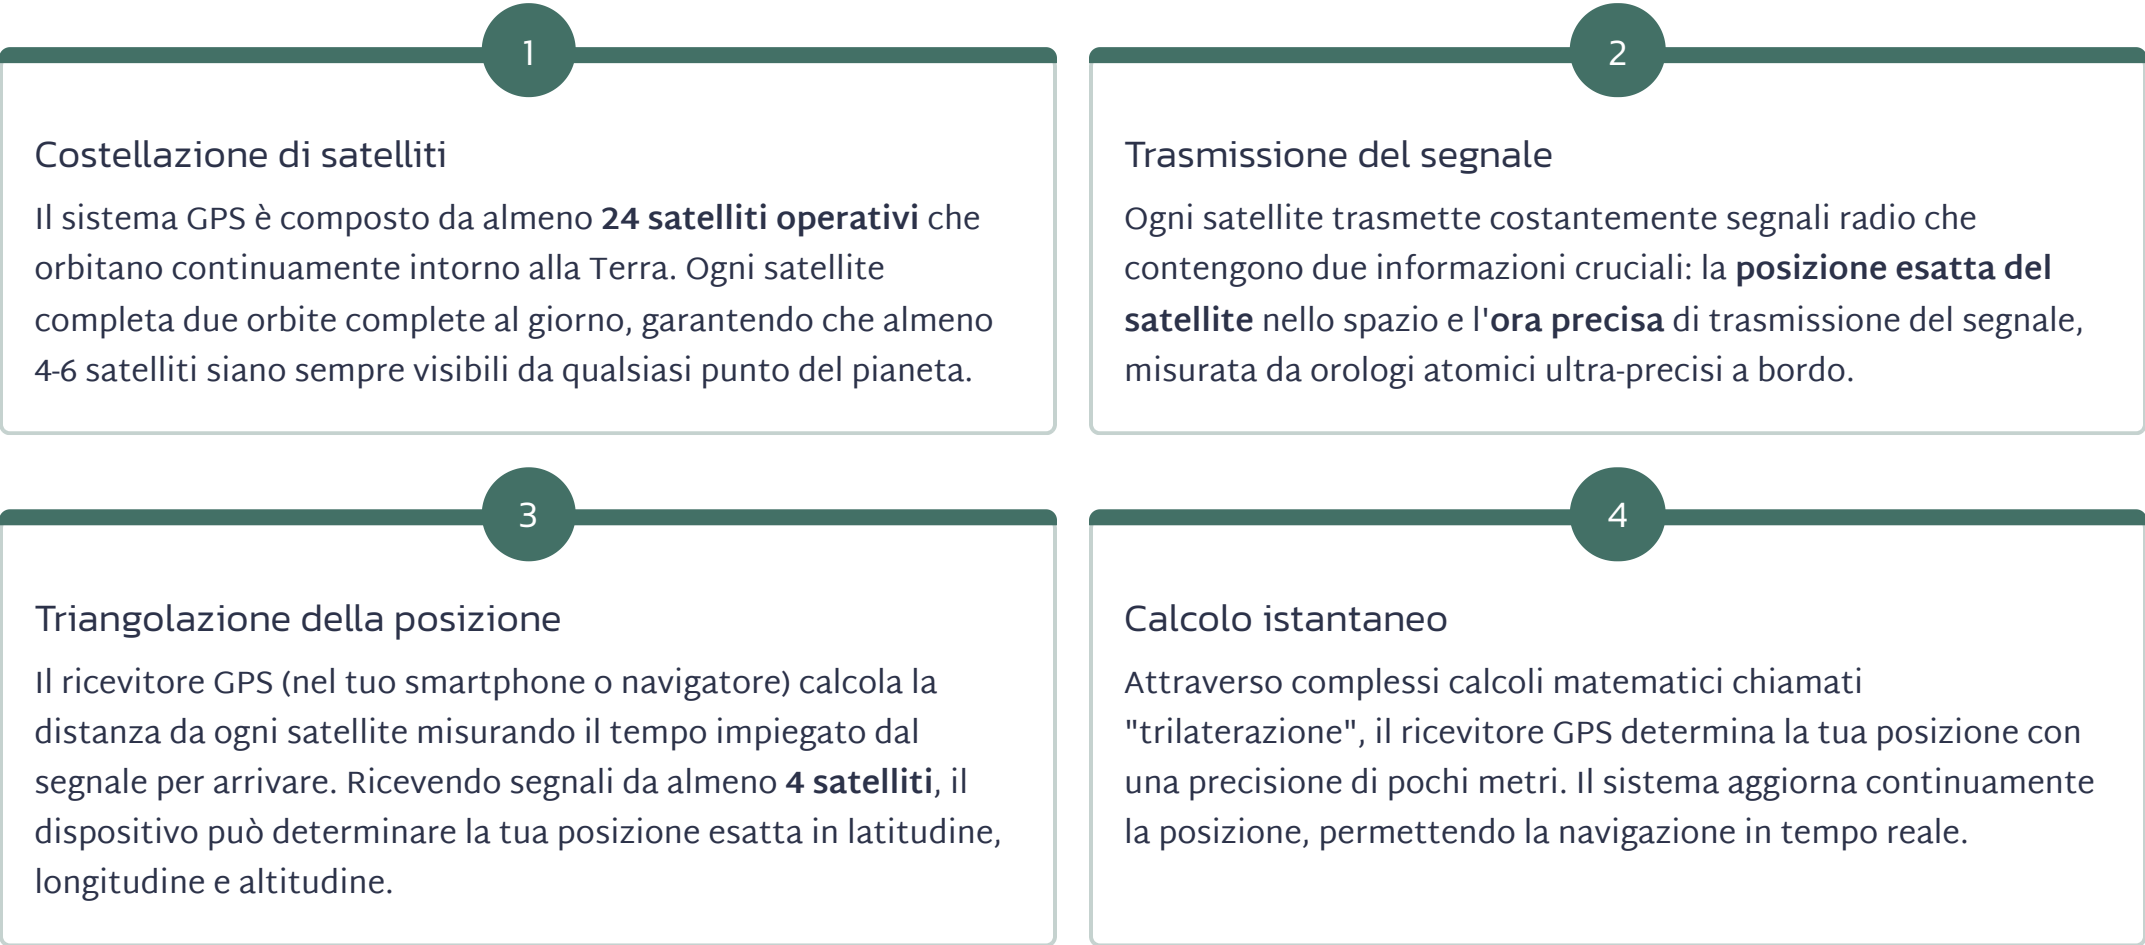 1
Costellazione di satelliti
Il sistema GPS è composto da almeno 24 satelliti operativi che
orbitano continuamente intorno alla Terra. Ogni satellite
completa due orbite complete al giorno, garantendo che almeno
4-6 satelliti siano sempre visibili da qualsiasi punto del pianeta.
2
Trasmissione del segnale
Ogni satellite trasmette costantemente segnali radio che
contengono due informazioni cruciali: la posizione esatta del
satellite nello spazio e l'ora precisa di trasmissione del segnale,
misurata da orologi atomici ultra-precisi a bordo.
3
Triangolazione della posizione
Il ricevitore GPS (nel tuo smartphone o navigatore) calcola la
distanza da ogni satellite misurando il tempo impiegato dal
segnale per arrivare. Ricevendo segnali da almeno 4 satelliti, il
dispositivo può determinare la tua posizione esatta in latitudine,
longitudine e altitudine.
4
Calcolo istantaneo
Attraverso complessi calcoli matematici chiamati
"trilaterazione", il ricevitore GPS determina la tua posizione con
una precisione di pochi metri. Il sistema aggiorna continuamente
la posizione, permettendo la navigazione in tempo reale.